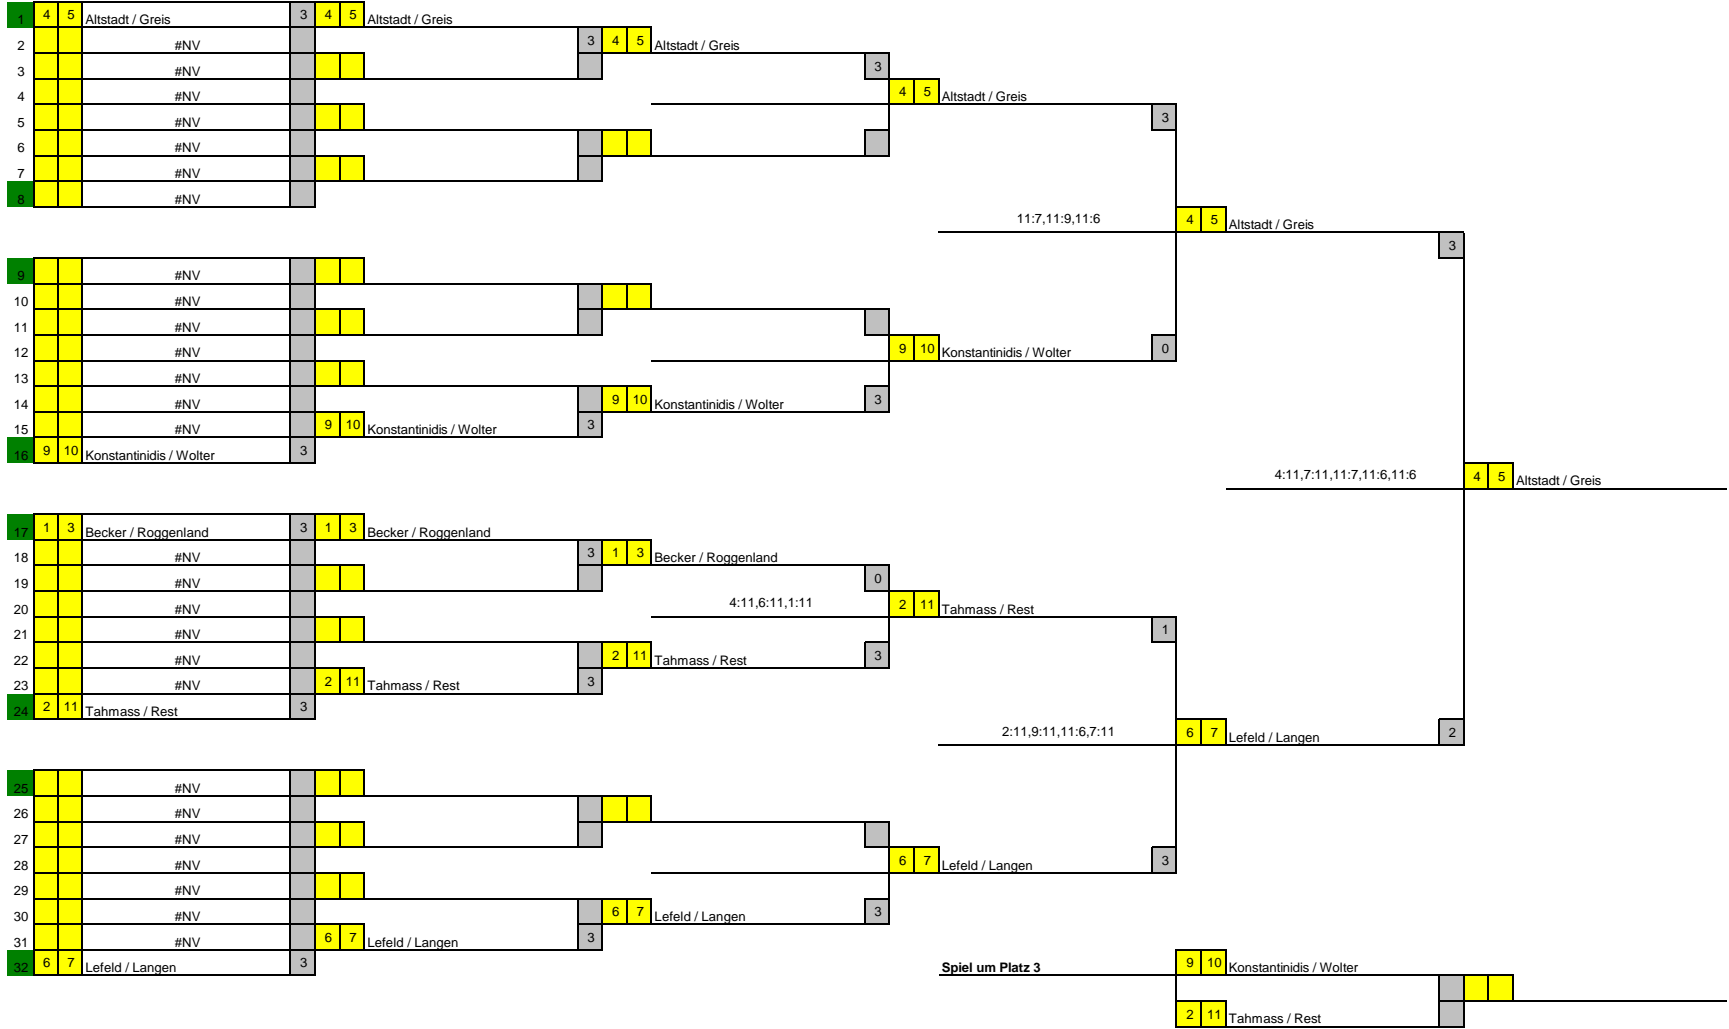 1 4 5 Altstadt / Greis 3 4 5 Altstadt / Greis
2 #NV 3 4 5 Altstadt / Greis
3 #NV 3
4 #NV 4 5 Altstadt / Greis
5 #NV 3
6 #NV
7 #NV
8 #NV
11:7,11:9,11:6 4 5 Altstadt / Greis
3
9 #NV
10 #NV
11 #NV
12 #NV 9 10 Konstantinidis / Wolter 0
13 #NV
14 #NV 9 10 Konstantinidis / Wolter 3
15 #NV 9 10 Konstantinidis / Wolter 3
16 9 10 Konstantinidis / Wolter 3
4:11,7:11,11:7,11:6,11:6 4 5 Altstadt / Greis
17 1 3 Becker / Roggenland 3 1 3 Becker / Roggenland
18 #NV 3 1 3 Becker / Roggenland
19 #NV 0
20 #NV 4:11,6:11,1:11 2 11 Tahmass / Rest
21 #NV 1
22 #NV 2 11 Tahmass / Rest 3
23 #NV 2 11 Tahmass / Rest 3
24 2 11 Tahmass / Rest 3
2:11,9:11,11:6,7:11 6 7 Lefeld / Langen 2
25 #NV
26 #NV
27 #NV
28 #NV 6 7 Lefeld / Langen 3
29 #NV
30 #NV 6 7 Lefeld / Langen 3
31 #NV 6 7 Lefeld / Langen 3
32 6 7 Lefeld / Langen 3
Spiel um Platz 3 9 10 Konstantinidis / Wolter
2 11 Tahmass / Rest